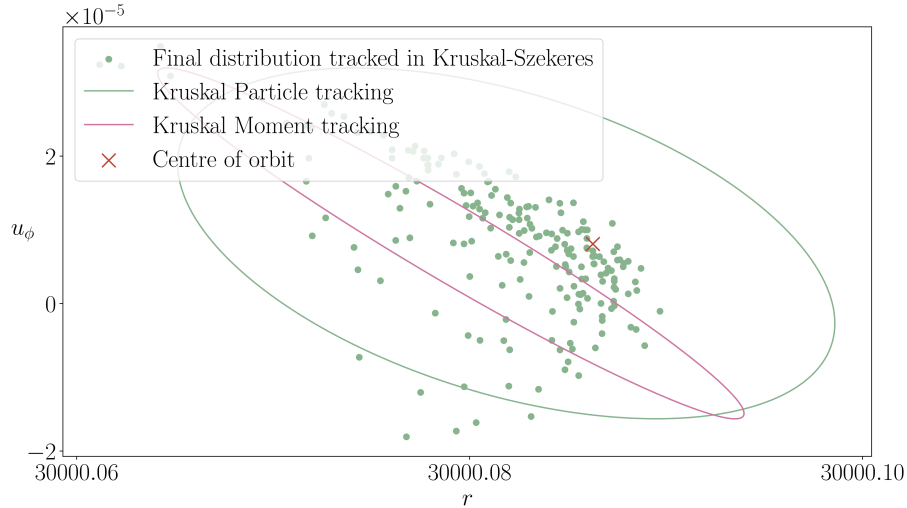 ×10⁻⁵
Final distribution tracked in Kruskal-Szekeres
Kruskal Particle tracking
Kruskal Moment tracking
Centre of orbit
2
0
−2
u_ϕ
30000.06
30000.08
30000.10
r